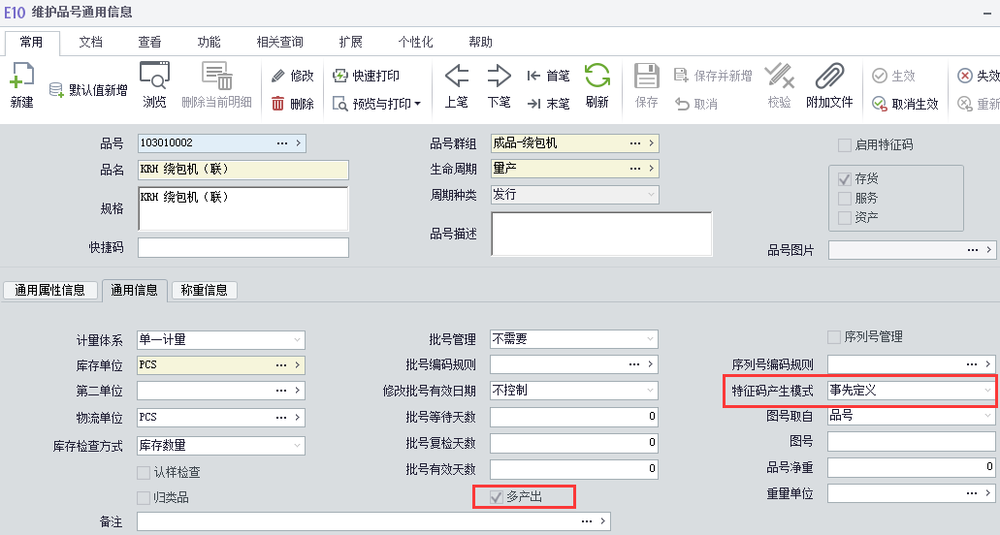 E10 维护品号通用信息
常用 文档 查看 功能 相关查询 扩展 个性化 帮助
新建 默认值新增 浏览 删除当前明细 修改 删除 快速打印 预览与打印 上笔 下笔 首笔 末笔 刷新 保存 保存并新增 取消 校验 附加文件 生效 取消生效 失效 重新
品号 103010002 ··· 品号群组 成品-绕包机 ··· 启用特征码
品名 KRH 绕包机（联） 生命周期 量产 ··· 存货
规格 KRH 绕包机（联） 周期种类 发行 服务
品号描述 资产
快捷码 品号图片 ···
通用属性信息 通用信息 称重信息
计量体系 单一计量 批号管理 不需要 序列号管理
库存单位 PCS ··· 批号编码规则 ··· 序列号编码规则 ···
第二单位 ··· 修改批号有效日期 不控制 特征码产生模式 事先定义
物流单位 PCS ··· 批号等待天数 0 图号取自 品号
库存检查方式 库存数量 批号复检天数 0 图号
认样检查 批号有效天数 0 品号净重 0
归类品 多产出 重量单位 ···
备注 ···